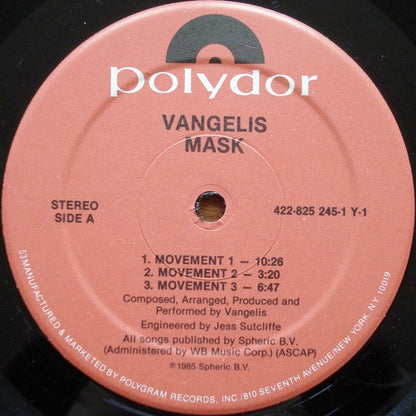 polydor
VANGELIS
MASK
STEREO
SIDE A
422-825 245-1 Y-1
1. MOVEMENT 1 — 10:26
2. MOVEMENT 2 — 3:20
3. MOVEMENT 3 — 6:47
Composed, Arranged, Produced and
Performed by Vangelis
Engineered by Jess Sutcliffe
All songs published by Spheric B.V.
(Administered by WB Music Corp.) (ASCAP)
℗1985 Spheric B.V.
53 MANUFACTURED & MARKETED BY POLYGRAM RECORDS, INC./810 SEVENTH AVENUE/NEW YORK, N.Y. 10019